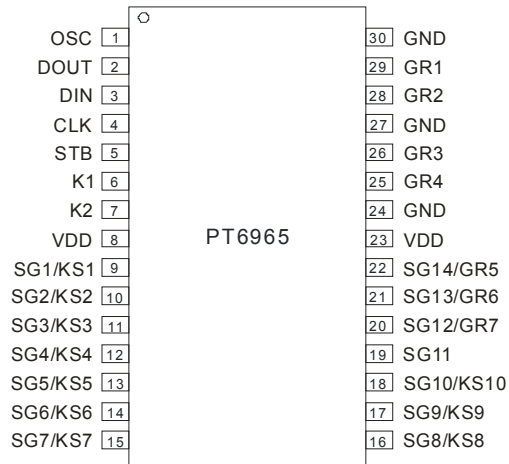 OSC 1 30 GND
DOUT 2 29 GR1
DIN 3 28 GR2
CLK 4 27 GND
STB 5 26 GR3
K1 6 25 GR4
K2 7 24 GND
VDD 8 PT6965 23 VDD
SG1/KS1 9 22 SG14/GR5
SG2/KS2 10 21 SG13/GR6
SG3/KS3 11 20 SG12/GR7
SG4/KS4 12 19 SG11
SG5/KS5 13 18 SG10/KS10
SG6/KS6 14 17 SG9/KS9
SG7/KS7 15 16 SG8/KS8